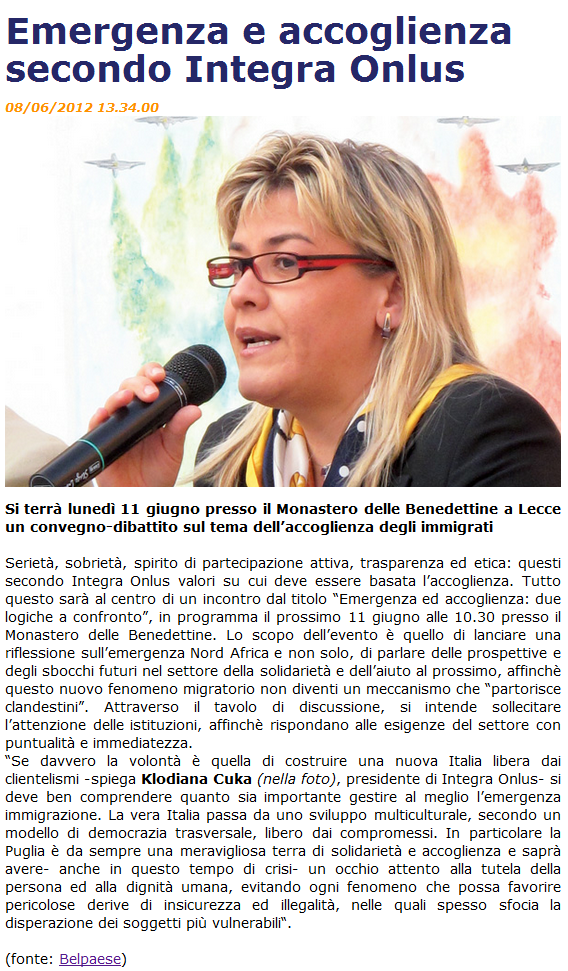 Emergenza e accoglienza
secondo Integra Onlus
08/06/2012 13.34.00
Si terrà lunedì 11 giugno presso il Monastero delle Benedettine a Lecce
un convegno-dibattito sul tema dell’accoglienza degli immigrati
Serietà, sobrietà, spirito di partecipazione attiva, trasparenza ed etica: questi
secondo Integra Onlus valori su cui deve essere basata l’accoglienza. Tutto
questo sarà al centro di un incontro dal titolo “Emergenza ed accoglienza: due
logiche a confronto”, in programma il prossimo 11 giugno alle 10.30 presso il
Monastero delle Benedettine. Lo scopo dell’evento è quello di lanciare una
riflessione sull’emergenza Nord Africa e non solo, di parlare delle prospettive e
degli sbocchi futuri nel settore della solidarietà e dell’aiuto al prossimo, affinchè
questo nuovo fenomeno migratorio non diventi un meccanismo che “partorisce
clandestini”. Attraverso il tavolo di discussione, si intende sollecitare
l’attenzione delle istituzioni, affinchè rispondano alle esigenze del settore con
puntualità e immediatezza.
“Se davvero la volontà è quella di costruire una nuova Italia libera dai
clientelismi -spiega Klodiana Cuka (nella foto), presidente di Integra Onlus- si
deve ben comprendere quanto sia importante gestire al meglio l’emergenza
immigrazione. La vera Italia passa da uno sviluppo multiculturale, secondo un
modello di democrazia trasversale, libero dai compromessi. In particolare la
Puglia è da sempre una meravigliosa terra di solidarietà e accoglienza e saprà
avere- anche in questo tempo di crisi- un occhio attento alla tutela della
persona ed alla dignità umana, evitando ogni fenomeno che possa favorire
pericolose derive di insicurezza ed illegalità, nelle quali spesso sfocia la
disperazione dei soggetti più vulnerabili“.
(fonte: Belpaese)